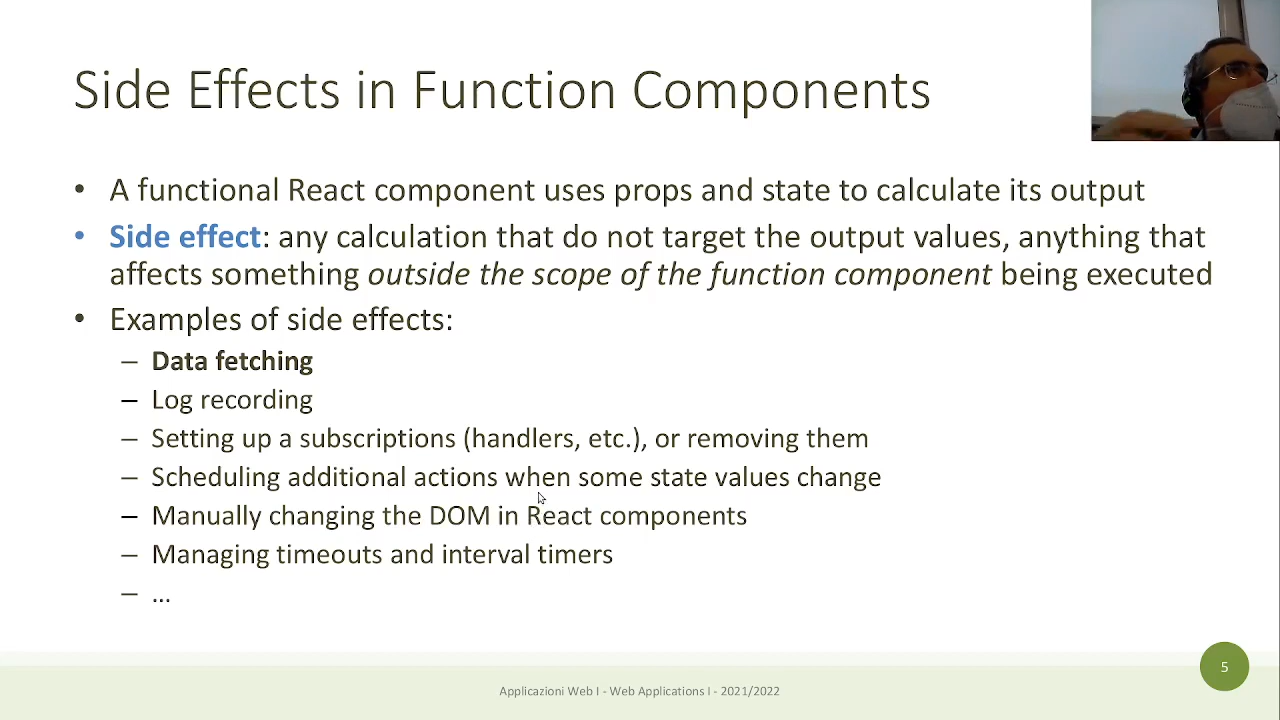 Side Effects in Function Components
• A functional React component uses props and state to calculate its output
• Side effect: any calculation that do not target the output values, anything that
affects something outside the scope of the function component being executed
• Examples of side effects:
– Data fetching
– Log recording
– Setting up a subscriptions (handlers, etc.), or removing them
– Scheduling additional actions when some state values change
– Manually changing the DOM in React components
– Managing timeouts and interval timers
– …
5
Applicazioni Web I - Web Applications I - 2021/2022